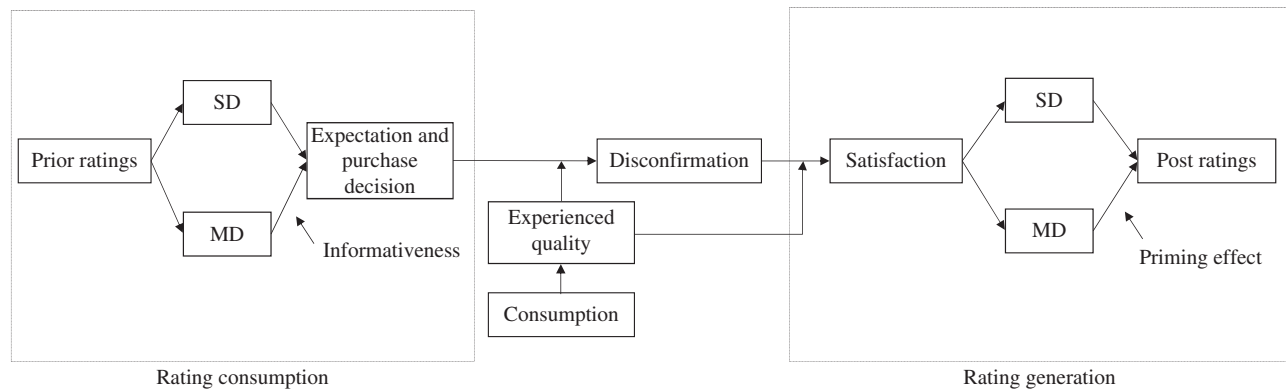 Prior ratings
SD
MD
Expectation and
purchase
decision
Informativeness
Rating consumption
Disconfirmation
Experienced
quality
Consumption
Satisfaction
SD
MD
Post ratings
Priming effect
Rating generation